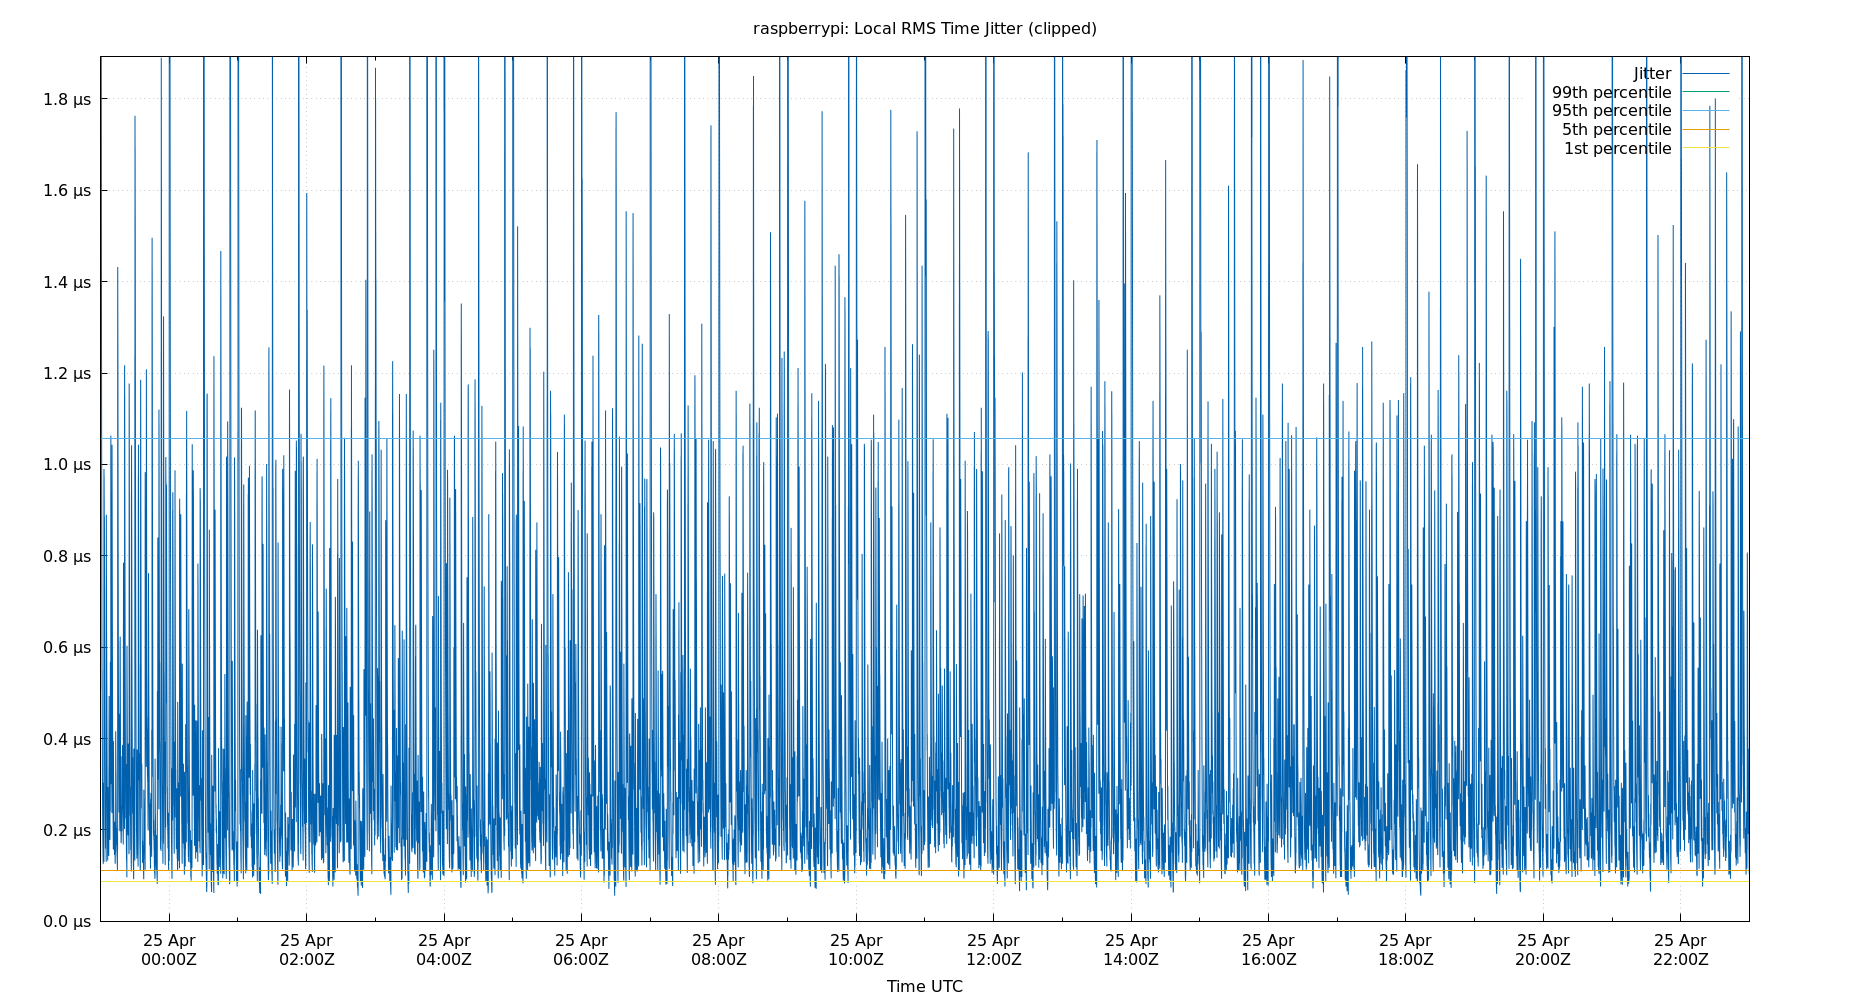 raspberrypi: Local RMS Time Jitter (clipped)
Jitter
99th percentile
95th percentile
5th percentile
1st percentile
1.8 µs
1.6 µs
1.4 µs
1.2 µs
1.0 µs
0.8 µs
0.6 µs
0.4 µs
0.2 µs
0.0 µs
25 Apr 25 Apr 25 Apr 25 Apr 25 Apr 25 Apr 25 Apr 25 Apr 25 Apr 25 Apr 25 Apr 25 Apr
00:00Z 02:00Z 04:00Z 06:00Z 08:00Z 10:00Z 12:00Z 14:00Z 16:00Z 18:00Z 20:00Z 22:00Z
Time UTC